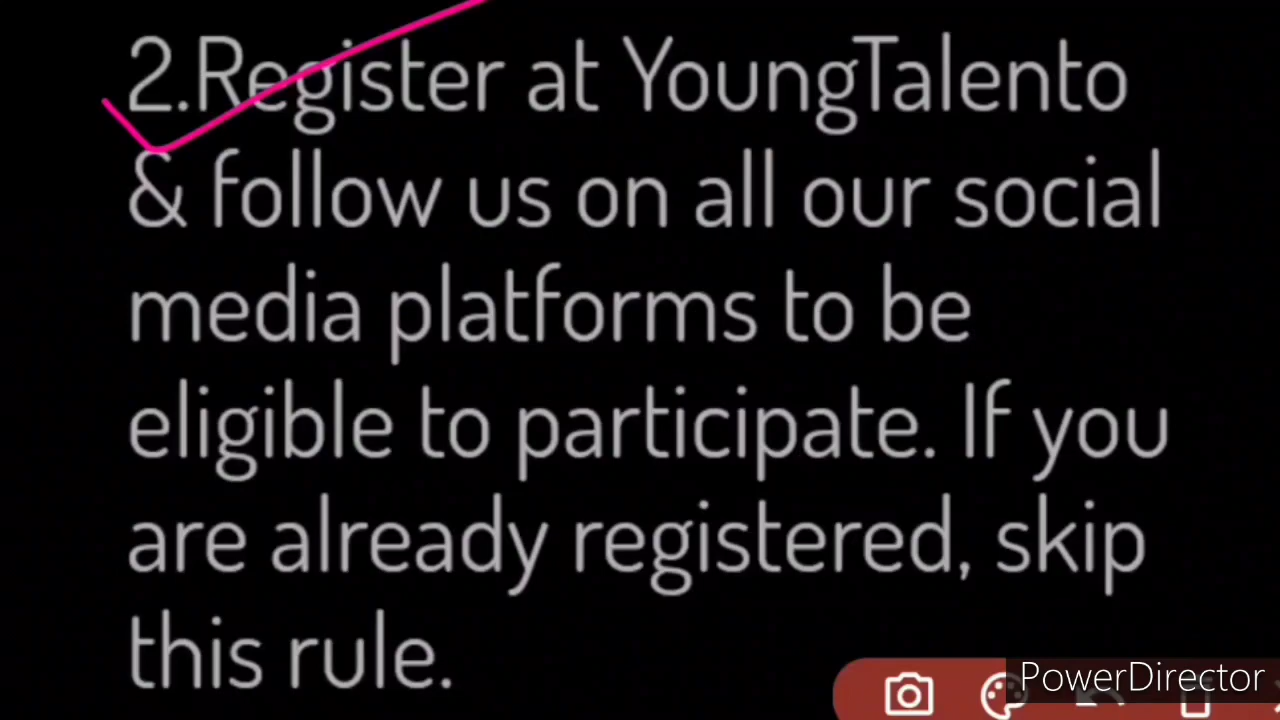 2.Register at YoungTalento
& follow us on all our social
media platforms to be
eligible to participate. If you
are already registered, skip
this rule.
PowerDirector